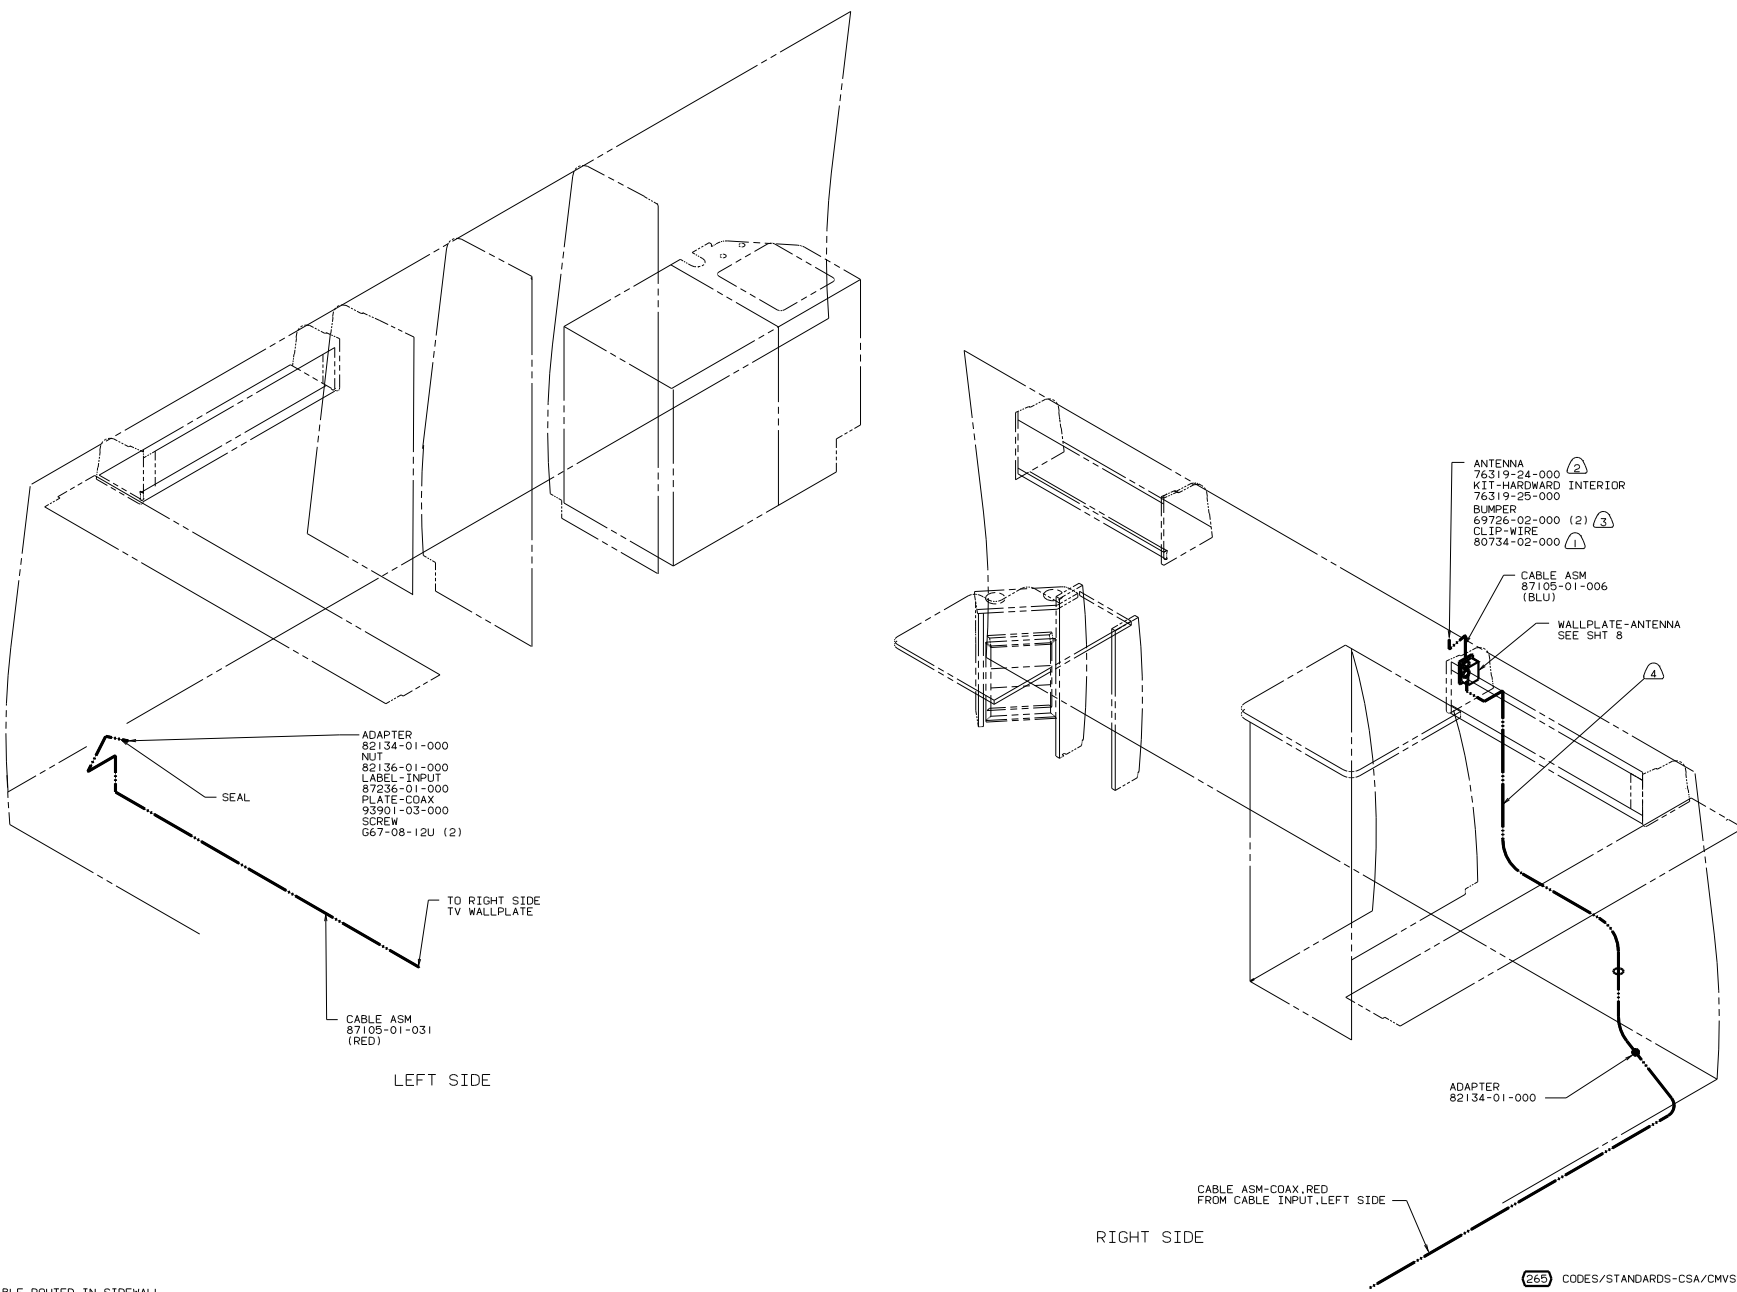 ANTENNA
76319-24-000 2
KIT-HARDWARD INTERIOR
76319-25-000
BUMPER
69726-02-000 (2) 3
CLIP-WIRE
80734-02-000 1
CABLE ASM
87105-01-006
(BLU)
WALLPLATE-ANTENNA
SEE SHT 8
4
ADAPTER
82134-01-000
NUT
82136-01-000
LABEL-INPUT
87236-01-000
PLATE-COAX
93901-03-000
SCREW
G67-08-12U (2)
SEAL
TO RIGHT SIDE
TV WALLPLATE
CABLE ASM
87105-01-031
(RED)
LEFT SIDE
ADAPTER
82134-01-000
CABLE ASM-COAX,RED
FROM CABLE INPUT,LEFT SIDE
RIGHT SIDE
265 CODES/STANDARDS-CSA/CMVS
ROUTED IN SIDEWALL